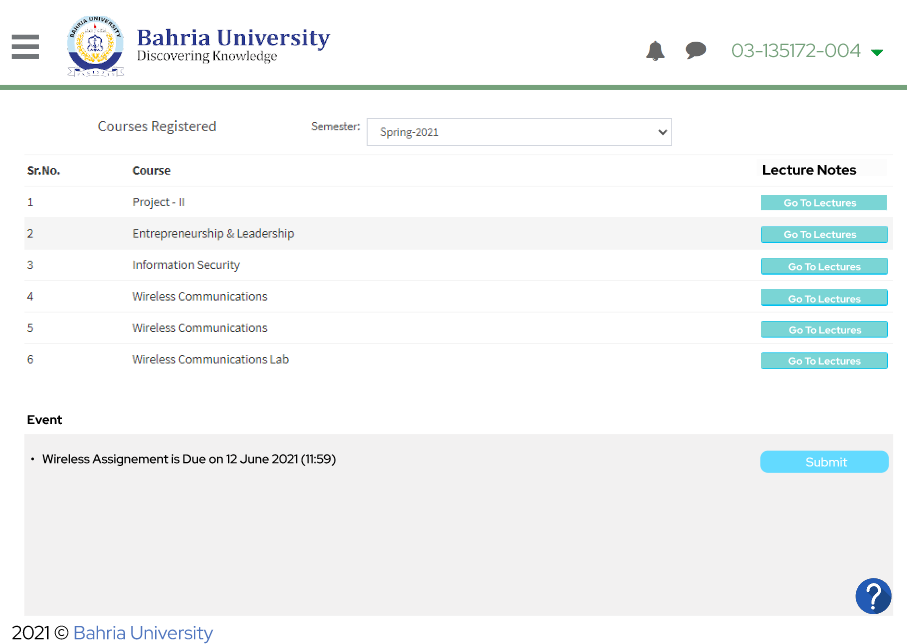 BAHRIA UNIVERSITY
Bahria University
Discovering Knowledge
03-135172-004
Courses Registered
Semester:
Spring-2021
Sr.No. Course Lecture Notes
1 Project - II Go To Lectures
2 Entrepreneurship & Leadership Go To Lectures
3 Information Security Go To Lectures
4 Wireless Communications Go To Lectures
5 Wireless Communications Go To Lectures
6 Wireless Communications Lab Go To Lectures
Event
• Wireless Assignement is Due on 12 June 2021 (11:59) Submit
?
2021 © Bahria University